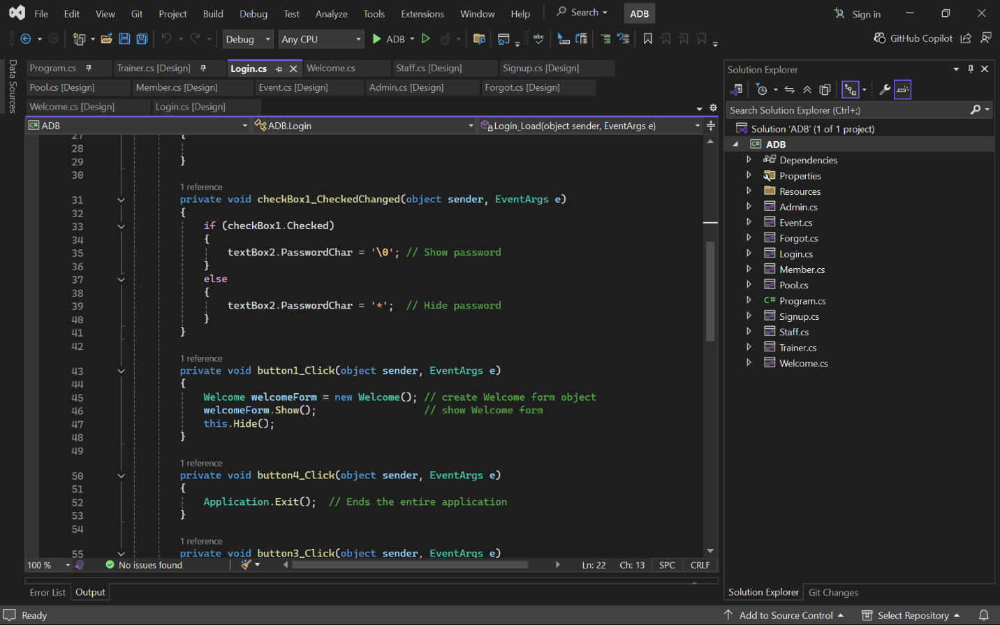 File Edit View Git Project Build Debug Test Analyze Tools Extensions Window Help Search ADB Sign in
Debug Any CPU ADB abc GitHub Copilot
Data Sources
Program.cs Trainer.cs [Design] Login.cs Welcome.cs Staff.cs [Design] Signup.cs [Design]
Pool.cs [Design] Member.cs [Design] Event.cs [Design] Admin.cs [Design] Forgot.cs [Design]
Welcome.cs [Design] Login.cs [Design]
C# ADB ADB.Login Login_Load(object sender, EventArgs e)
27 {
28
29 }
30
1 reference
31 private void checkBox1_CheckedChanged(object sender, EventArgs e)
32 {
33 if (checkBox1.Checked)
34 {
35 textBox2.PasswordChar = '\0'; // Show password
36 }
37 else
38 {
39 textBox2.PasswordChar = '*'; // Hide password
40 }
41 }
42
1 reference
43 private void button1_Click(object sender, EventArgs e)
44 {
45 Welcome welcomeForm = new Welcome(); // create Welcome form object
46 welcomeForm.Show(); // show Welcome form
47 this.Hide();
48 }
49
1 reference
50 private void button4_Click(object sender, EventArgs e)
51 {
52 Application.Exit(); // Ends the entire application
53 }
54
1 reference
55 private void button3_Click(object sender, EventArgs e)
100 % No issues found Ln: 22 Ch: 13 SPC CRLF
Error List Output
Solution Explorer
Search Solution Explorer (Ctrl+;)
Solution 'ADB' (1 of 1 project)
C# ADB
Dependencies
Properties
Resources
Admin.cs
Event.cs
Forgot.cs
Login.cs
Member.cs
Pool.cs
C# Program.cs
Signup.cs
Staff.cs
Trainer.cs
Welcome.cs
Solution Explorer Git Changes
Ready Add to Source Control Select Repository